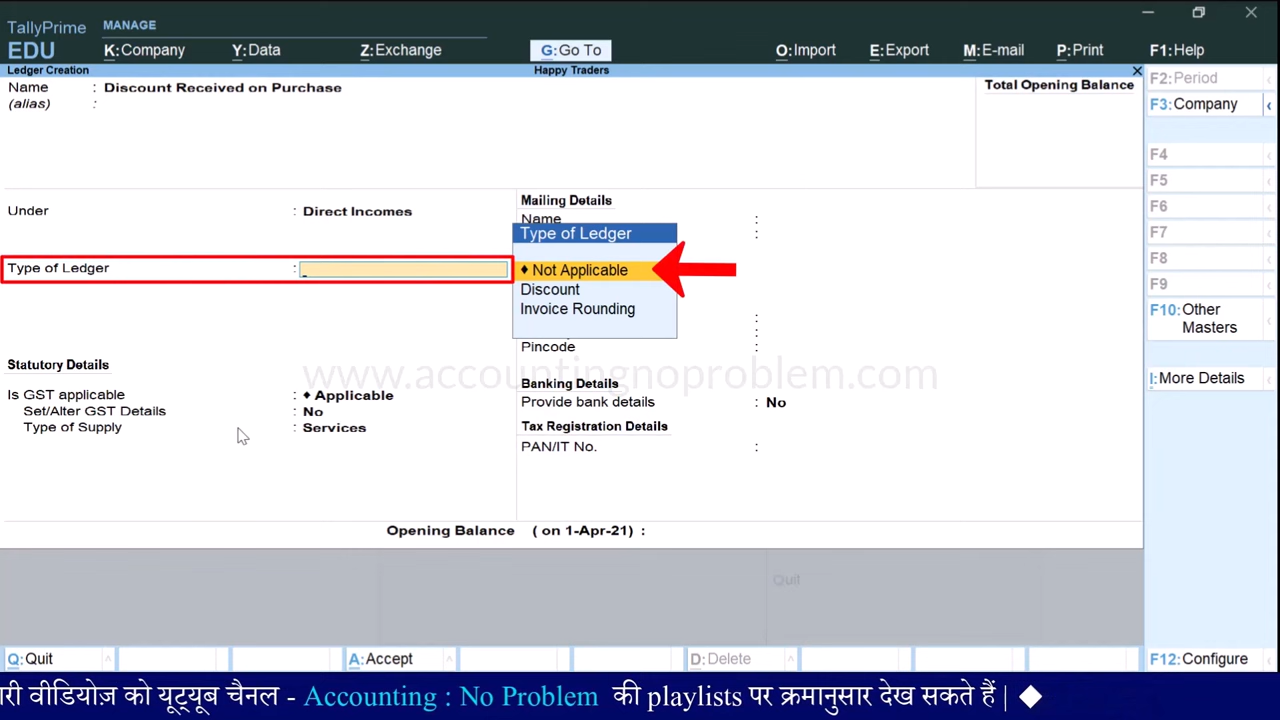 TallyPrime MANAGE
EDU K:Company Y:Data Z:Exchange G:Go To O:Import E:Export M:E-mail P:Print F1:Help
Ledger Creation Happy Traders
Name : Discount Received on Purchase
(alias) :
Total Opening Balance
Under : Direct Incomes
Type of Ledger :
Statutory Details
Is GST applicable : ♦ Applicable
Set/Alter GST Details : No
Type of Supply : Services
Mailing Details
Name :
:
Type of Ledger
♦ Not Applicable
Discount
Invoice Rounding
:
:
Pincode :
www.accountingnoproblem.com
Banking Details
Provide bank details : No
Tax Registration Details
PAN/IT No. :
Opening Balance ( on 1-Apr-21) :
Quit
F2:Period
F3:Company
F4
F5
F6
F7
F8
F9
F10:Other
Masters
I:More Details
Q:Quit A:Accept D:Delete F12:Configure
ारी वीडियोज़ को यूट्यूब चैनल - Accounting : No Problem की playlists पर क्रमानुसार देख सकते हैं | ◆